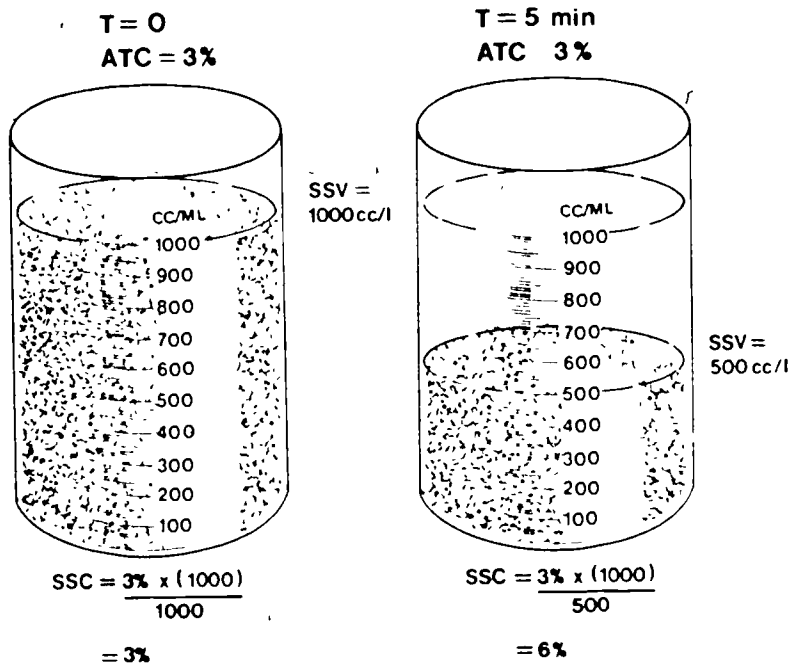 T = 0
ATC = 3%
SSV =
1000 cc/l
CC/ML
1000
900
800
700
600
500
400
300
200
100
SSC = 3% x (1000)
1000
= 3%
T = 5 min
ATC 3%
CC/ML
1000
900
800
700
600
500
400
300
200
100
SSV =
500 cc/l
SSC = 3% x (1000)
500
= 6%